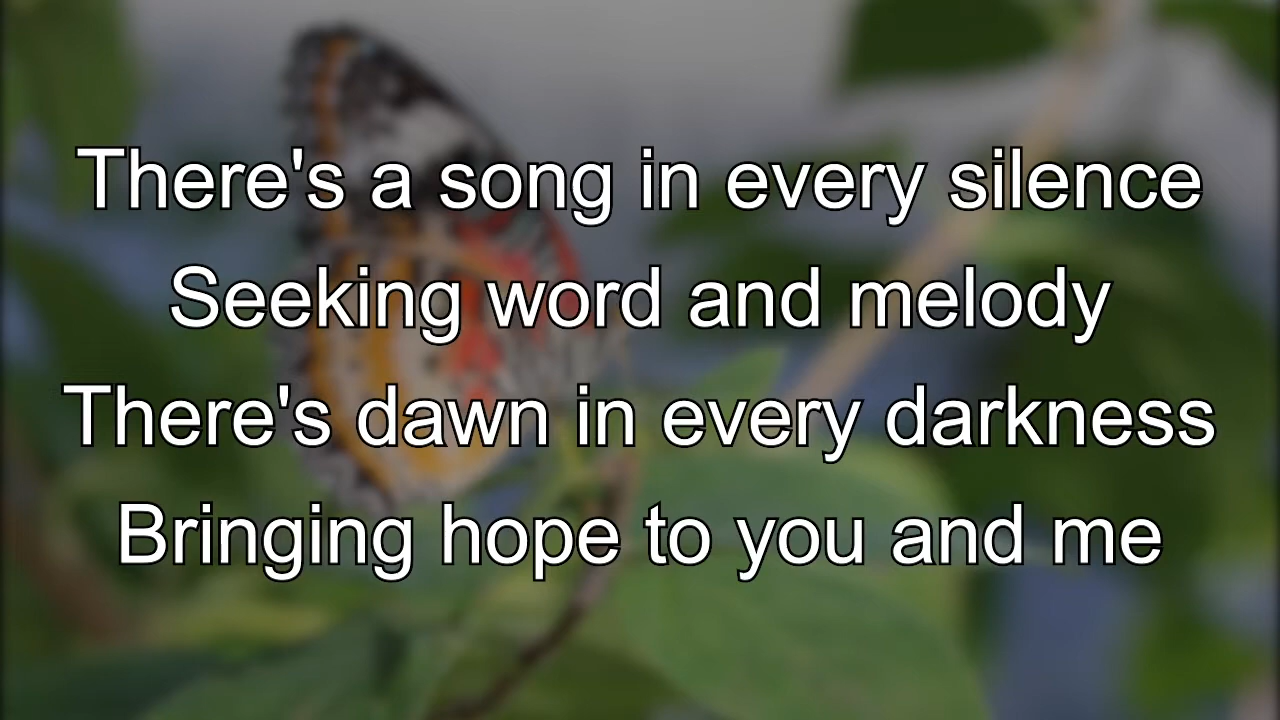 There's a song in every silence
Seeking word and melody
There's dawn in every darkness
Bringing hope to you and me